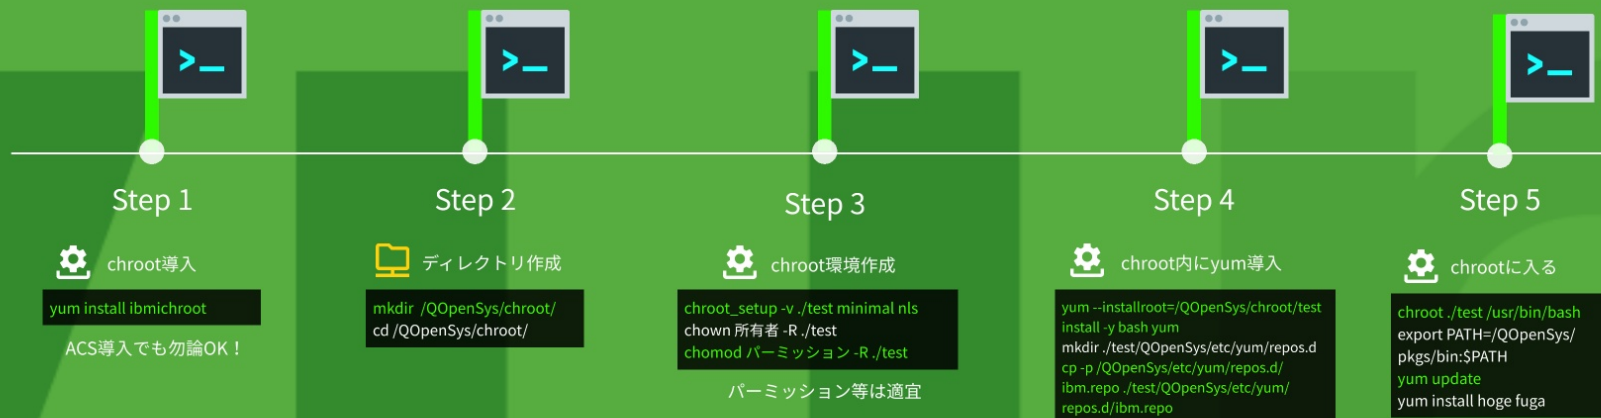 Step 1
chroot導入
yum install ibmichroot
ACS導入でも勿論OK！
Step 2
ディレクトリ作成
mkdir /QOpenSys/chroot/
cd /QOpenSys/chroot/
Step 3
chroot環境作成
chroot_setup -v ./test minimal nls
chown 所有者 -R ./test
chomod パーミッション -R ./test
パーミッション等は適宜
Step 4
chroot内にyum導入
yum --installroot=/QOpenSys/chroot/test
install -y bash yum
mkdir ./test/QOpenSys/etc/yum/repos.d
cp -p /QOpenSys/etc/yum/repos.d/
ibm.repo ./test/QOpenSys/etc/yum/
repos.d/ibm.repo
Step 5
chrootに入る
chroot ./test /usr/bin/bash
export PATH=/QOpenSys/
pkgs/bin:$PATH
yum update
yum install hoge fuga